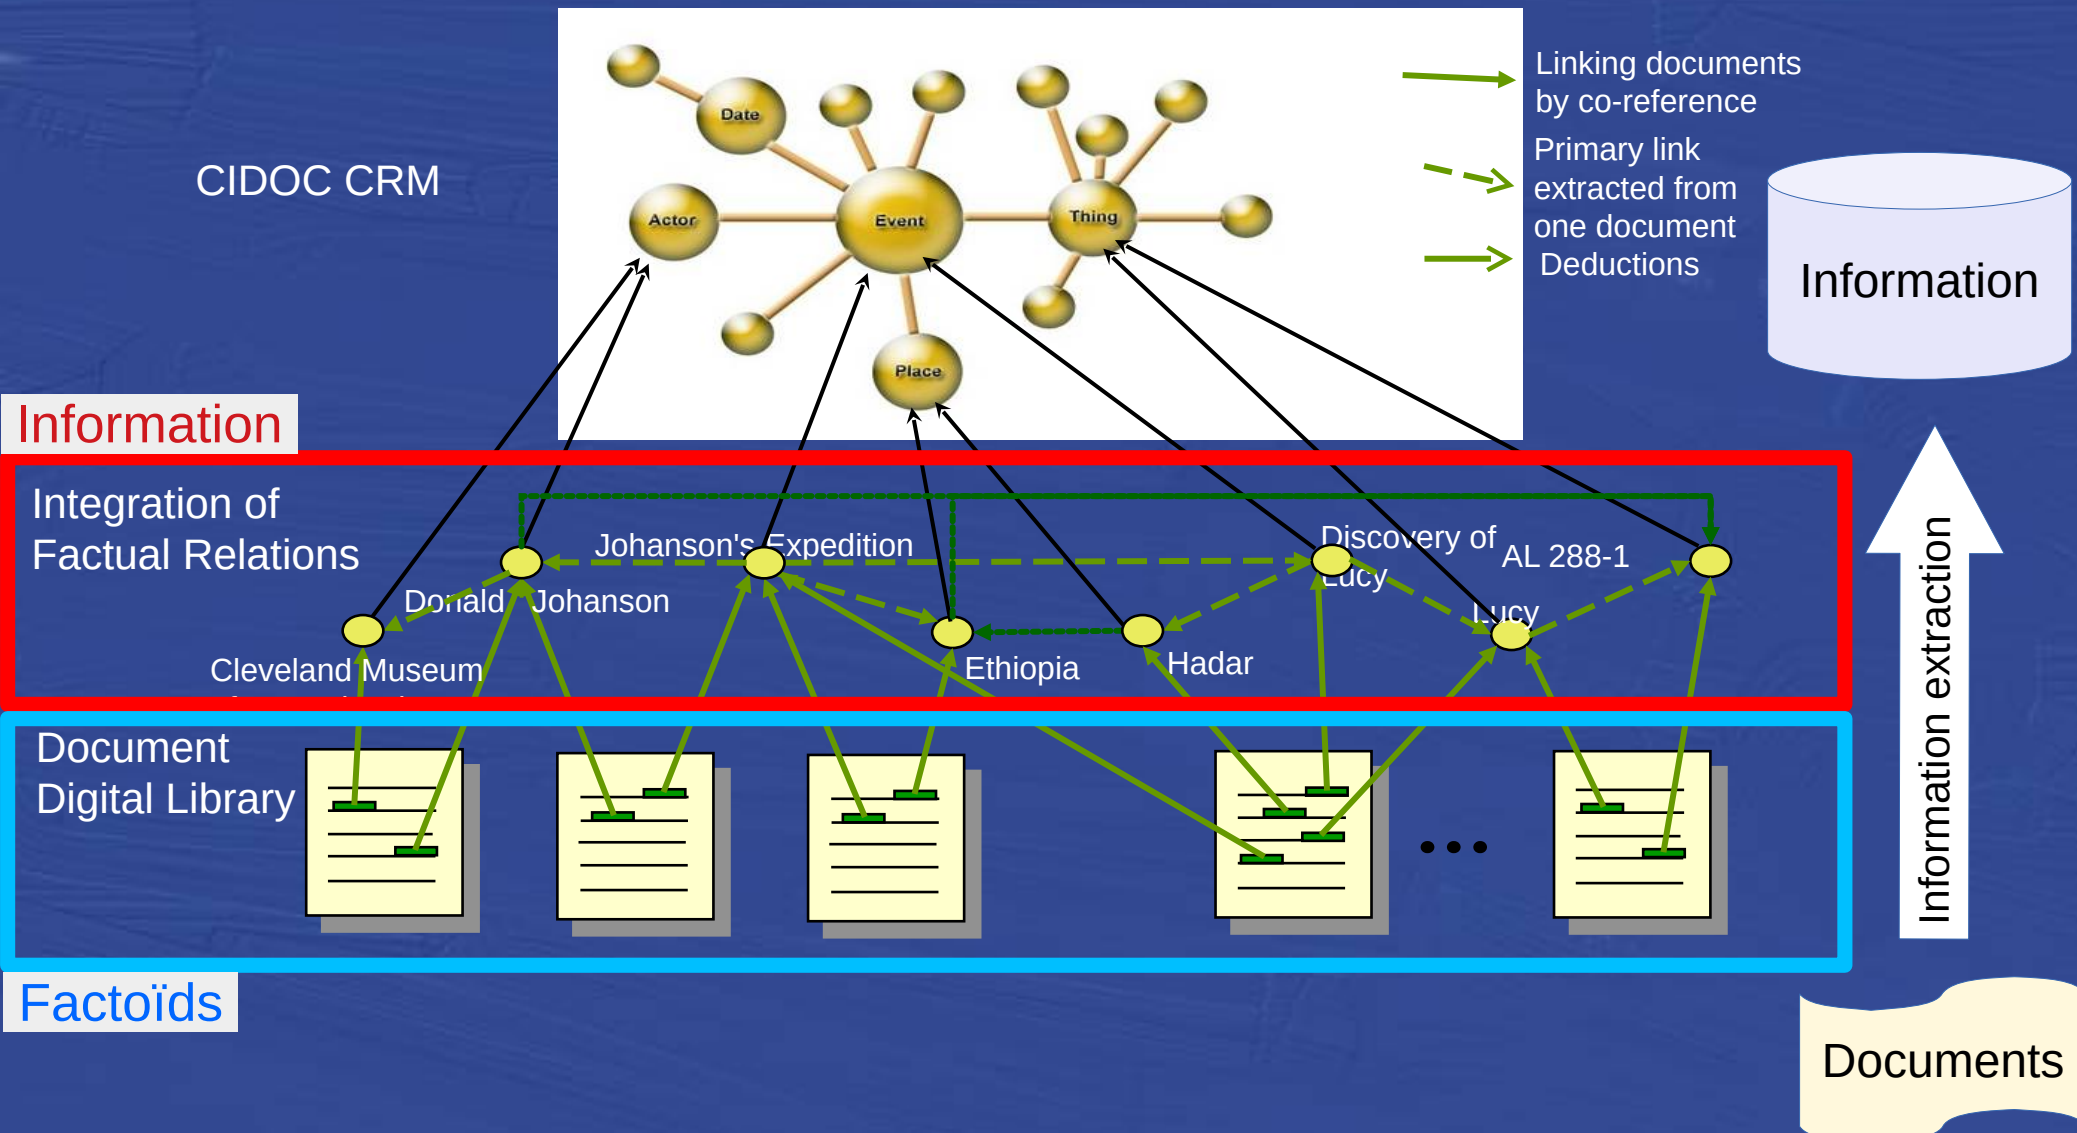 CIDOC CRM
Date
Actor
Event
Thing
Place
Linking documents
by co-reference
Primary link
extracted from
one document
Deductions
Information
Information
Integration of
Factual Relations
Johanson's Expedition
Discovery of
Lucy
AL 288-1
Donald Johanson
Lucy
Cleveland Museum
Ethiopia
Hadar
Document
Digital Library
Information extraction
Factoïds
Documents